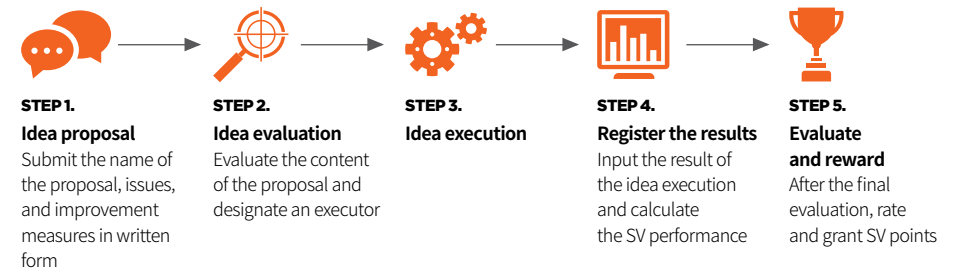 STEP 1.
Idea proposal
Submit the name of
the proposal, issues,
and improvement
measures in written
form
STEP 2.
Idea evaluation
Evaluate the content
of the proposal and
designate an executor
STEP 3.
Idea execution
STEP 4.
Register the results
Input the result of
the idea execution
and calculate
the SV performance
STEP 5.
Evaluate
and reward
After the final
evaluation, rate
and grant SV points